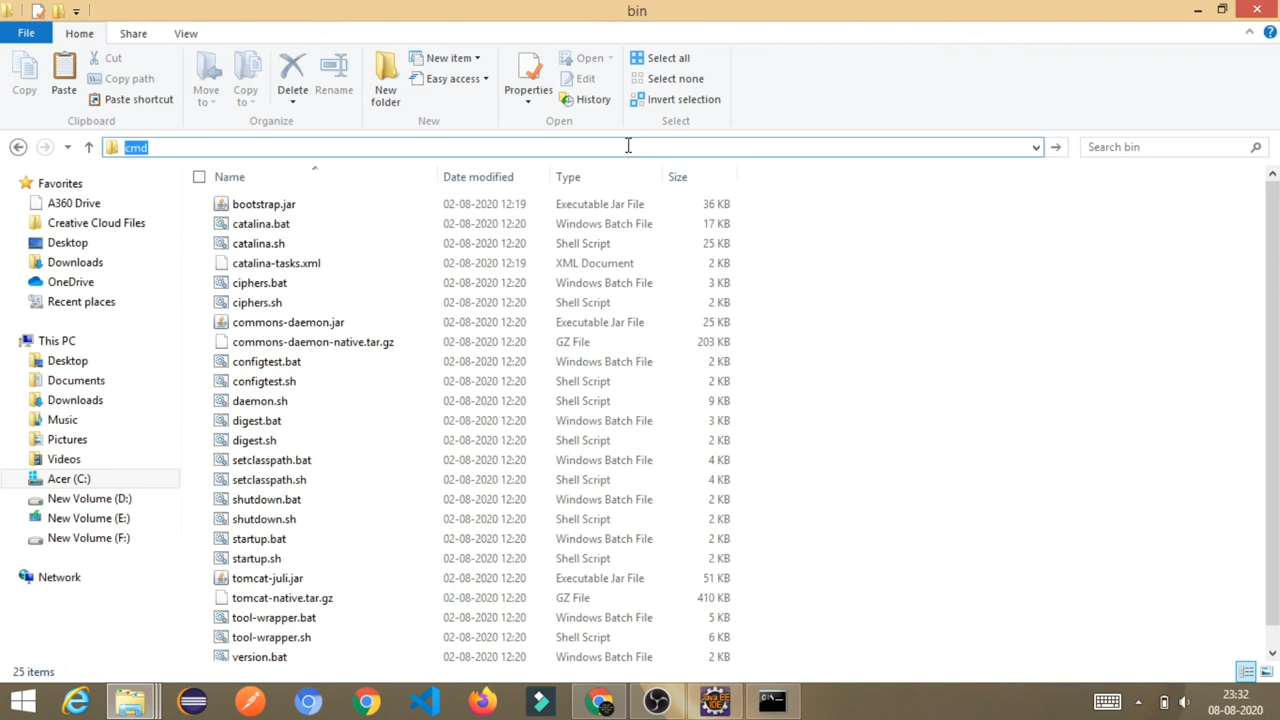 bin
File Home Share View
Copy
Paste
Cut
Copy path
Paste shortcut
Clipboard
Move to
Copy to
Delete
Rename
Organize
New folder
New item
Easy access
New
Properties
Open
Edit
History
Open
Select all
Select none
Invert selection
Select
cmd
Search bin
Favorites
A360 Drive
Creative Cloud Files
Desktop
Downloads
OneDrive
Recent places
This PC
Desktop
Documents
Downloads
Music
Pictures
Videos
Acer (C:)
New Volume (D:)
New Volume (E:)
New Volume (F:)
Network
Name Date modified Type Size
bootstrap.jar 02-08-2020 12:19 Executable Jar File 36 KB
catalina.bat 02-08-2020 12:20 Windows Batch File 17 KB
catalina.sh 02-08-2020 12:20 Shell Script 25 KB
catalina-tasks.xml 02-08-2020 12:19 XML Document 2 KB
ciphers.bat 02-08-2020 12:20 Windows Batch File 3 KB
ciphers.sh 02-08-2020 12:20 Shell Script 2 KB
commons-daemon.jar 02-08-2020 12:20 Executable Jar File 25 KB
commons-daemon-native.tar.gz 02-08-2020 12:20 GZ File 203 KB
configtest.bat 02-08-2020 12:20 Windows Batch File 2 KB
configtest.sh 02-08-2020 12:20 Shell Script 2 KB
daemon.sh 02-08-2020 12:20 Shell Script 9 KB
digest.bat 02-08-2020 12:20 Windows Batch File 3 KB
digest.sh 02-08-2020 12:20 Shell Script 2 KB
setclasspath.bat 02-08-2020 12:20 Windows Batch File 4 KB
setclasspath.sh 02-08-2020 12:20 Shell Script 4 KB
shutdown.bat 02-08-2020 12:20 Windows Batch File 2 KB
shutdown.sh 02-08-2020 12:20 Shell Script 2 KB
startup.bat 02-08-2020 12:20 Windows Batch File 2 KB
startup.sh 02-08-2020 12:20 Shell Script 2 KB
tomcat-juli.jar 02-08-2020 12:20 Executable Jar File 51 KB
tomcat-native.tar.gz 02-08-2020 12:20 GZ File 410 KB
tool-wrapper.bat 02-08-2020 12:20 Windows Batch File 5 KB
tool-wrapper.sh 02-08-2020 12:20 Shell Script 6 KB
version.bat 02-08-2020 12:20 Windows Batch File 2 KB
25 items
Java EE
IDE
C:\
23:32
08-08-2020